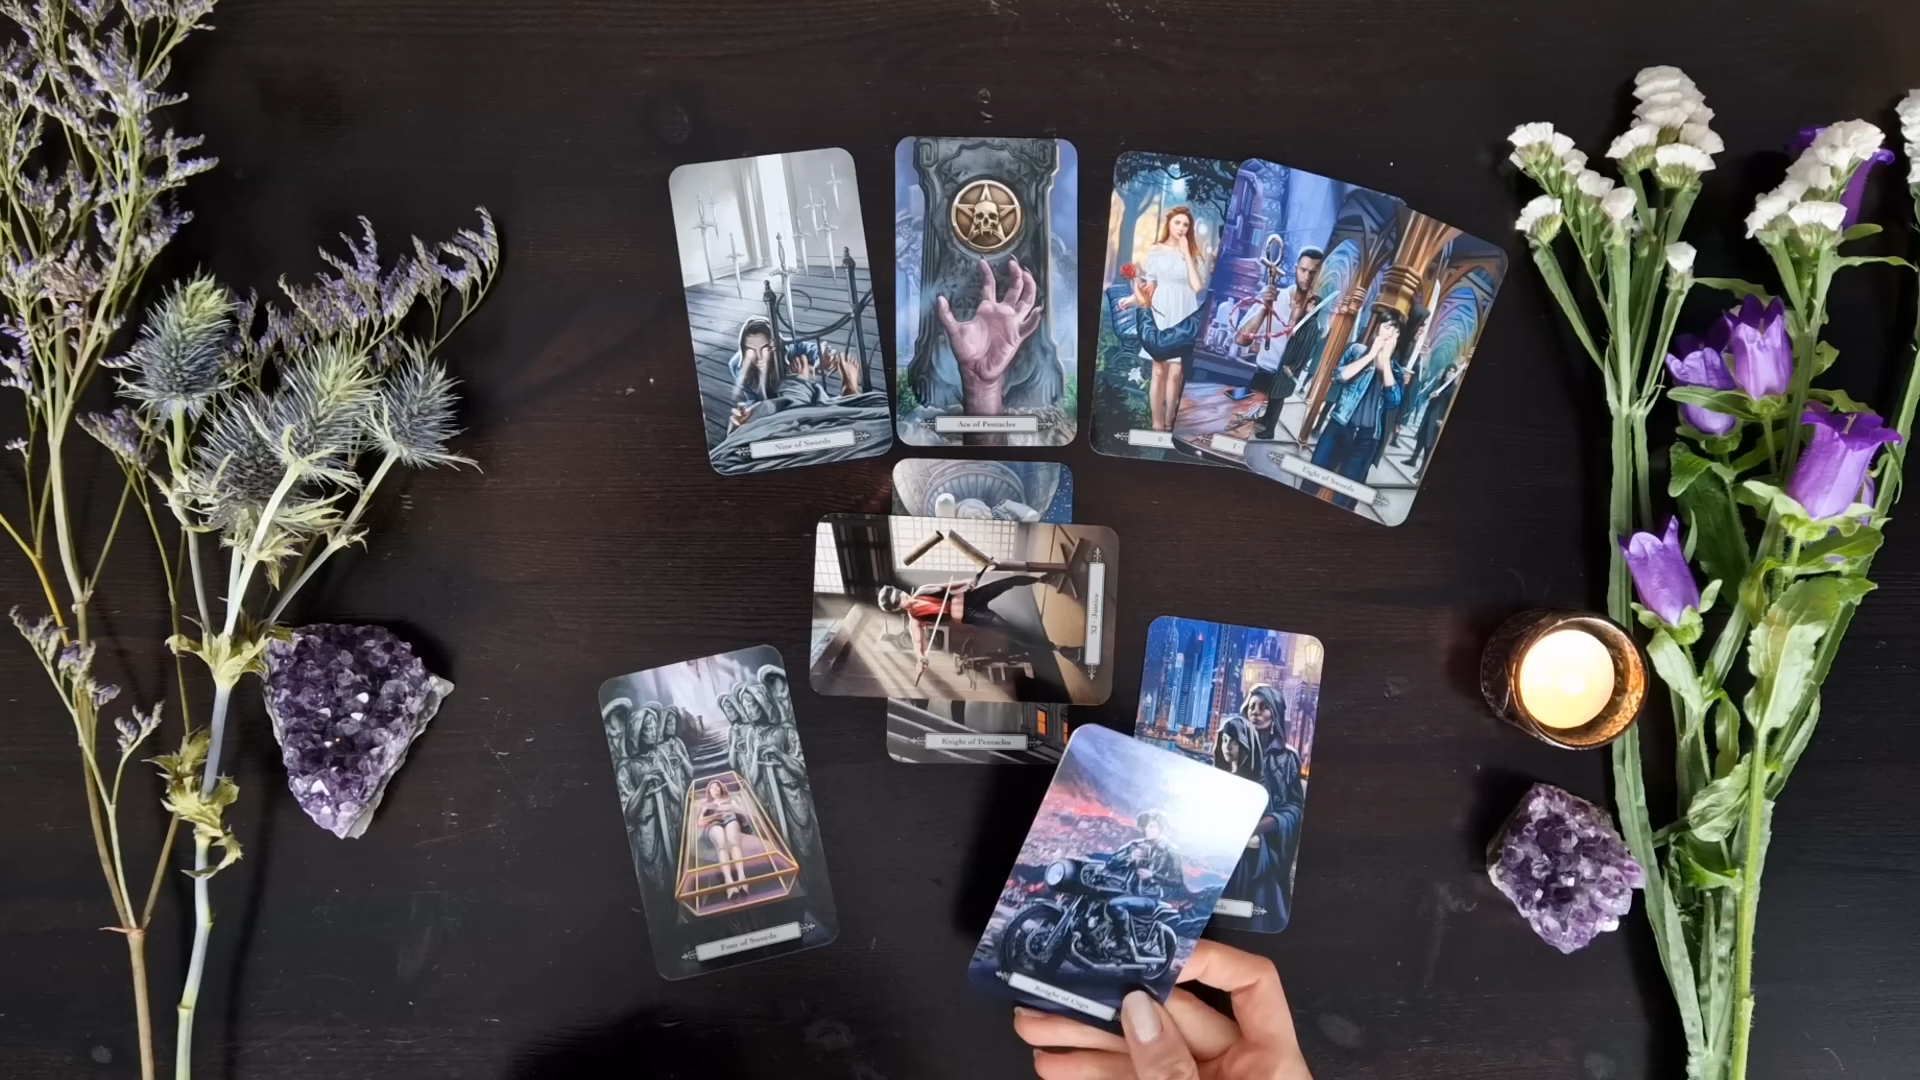 Nine of Swords
Ace of Pentacles
0
I
Eight of Swords
XI - Justice
Knight of Pentacles
Four of Swords
Knight of Cups